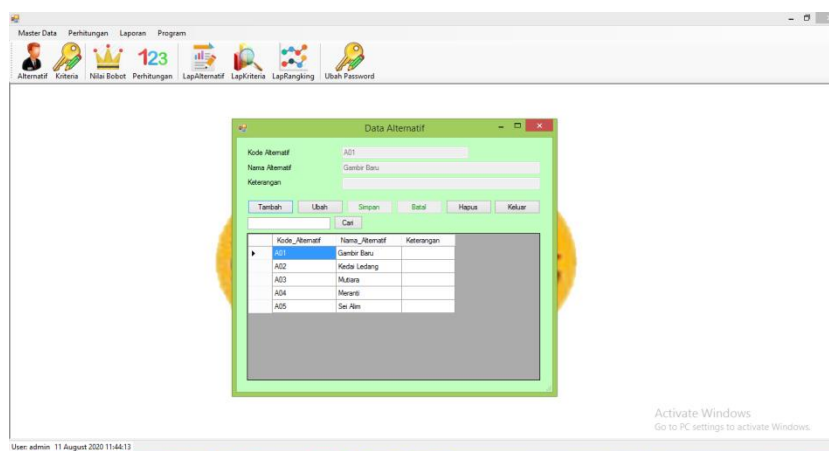 Master Data Perhitungan Laporan Program
123
Alternatif Kriteria Nilai Bobot Perhitungan LapAlternatif LapKriteria LapRangking Ubah Password
Data Alternatif
Kode Alternatif A01
Nama Alternatif Gambir Baru
Keterangan
Tambah Ubah Simpan Batal Hapus Keluar
Cari
Kode_Alternatif Nama_Alternatif Keterangan
A01 Gambir Baru
A02 Kedai Ledang
A03 Mutiara
A04 Meranti
A05 Sei Alim
Activate Windows
Go to PC settings to activate Windows.
User: admin 11 August 2020 11:44:13